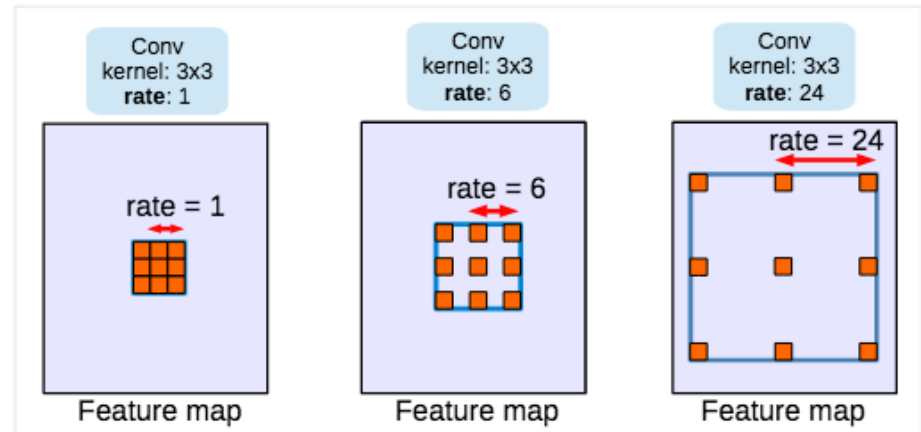 Conv
kernel: 3x3
rate: 1
Conv
kernel: 3x3
rate: 6
Conv
kernel: 3x3
rate: 24
rate = 1
rate = 6
rate = 24
Feature map
Feature map
Feature map